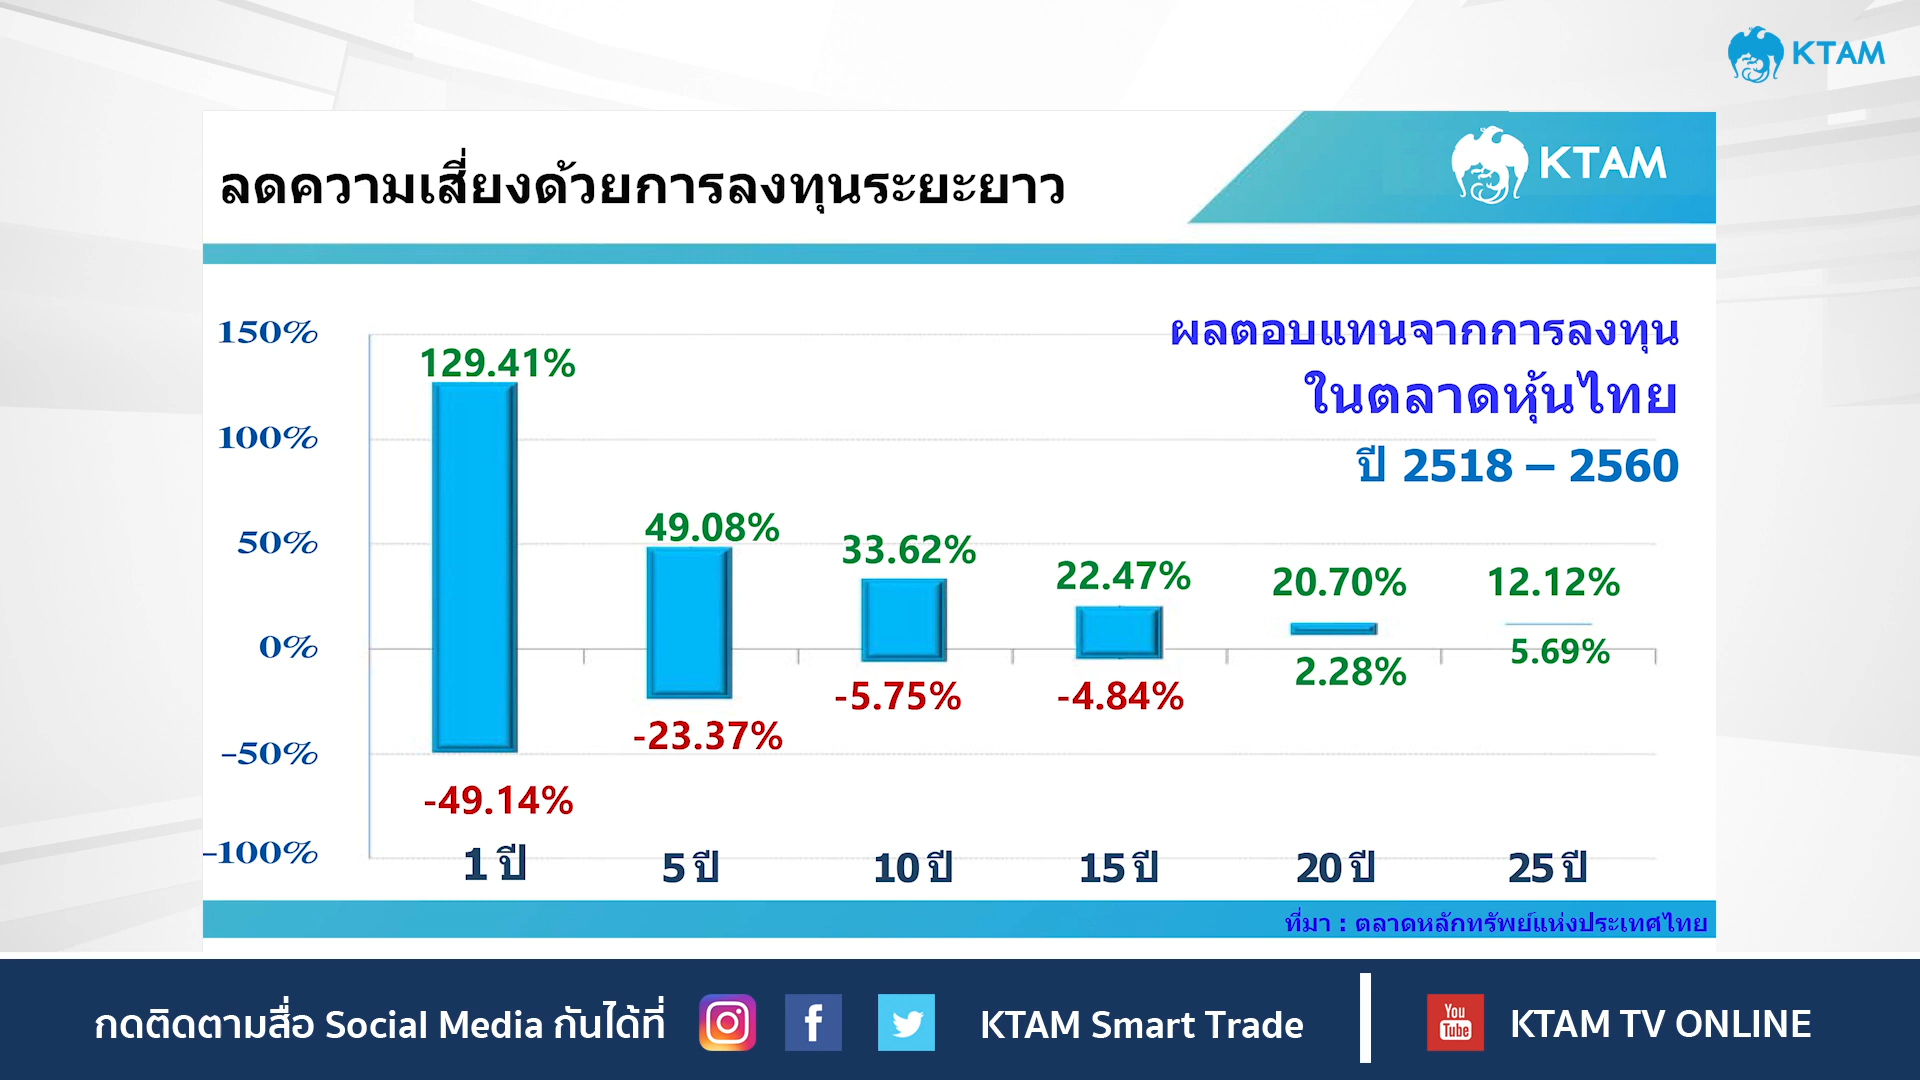 KTAM
KTAM
ลดความเสี่ยงด้วยการลงทุนระยะยาว
ผลตอบแทนจากการลงทุน
ในตลาดหุ้นไทย
ปี 2518 – 2560
150%
100%
50%
0%
-50%
-100%
129.41%
49.08%
33.62%
22.47%
20.70%
12.12%
-49.14%
-23.37%
-5.75%
-4.84%
2.28%
5.69%
1 ปี
5 ปี
10 ปี
15 ปี
20 ปี
25 ปี
ที่มา : ตลาดหลักทรัพย์แห่งประเทศไทย
กดติดตามสื่อ Social Media กันได้ที่
KTAM Smart Trade
You
Tube
KTAM TV ONLINE